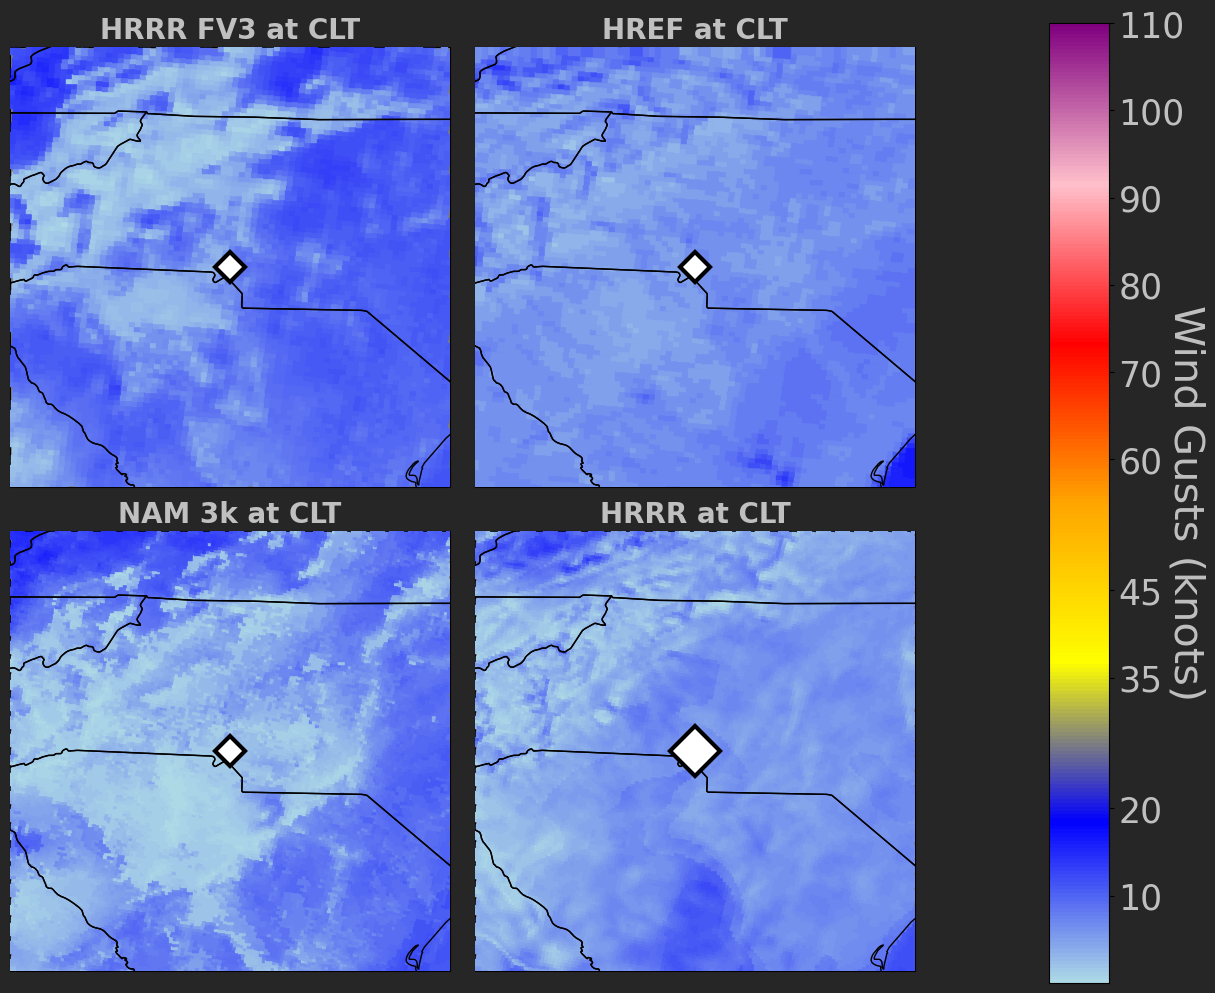 HRRR FV3 at CLT
HREF at CLT
NAM 3k at CLT
HRRR at CLT
110
100
90
80
70
60
45
35
20
10
Wind Gusts (knots)